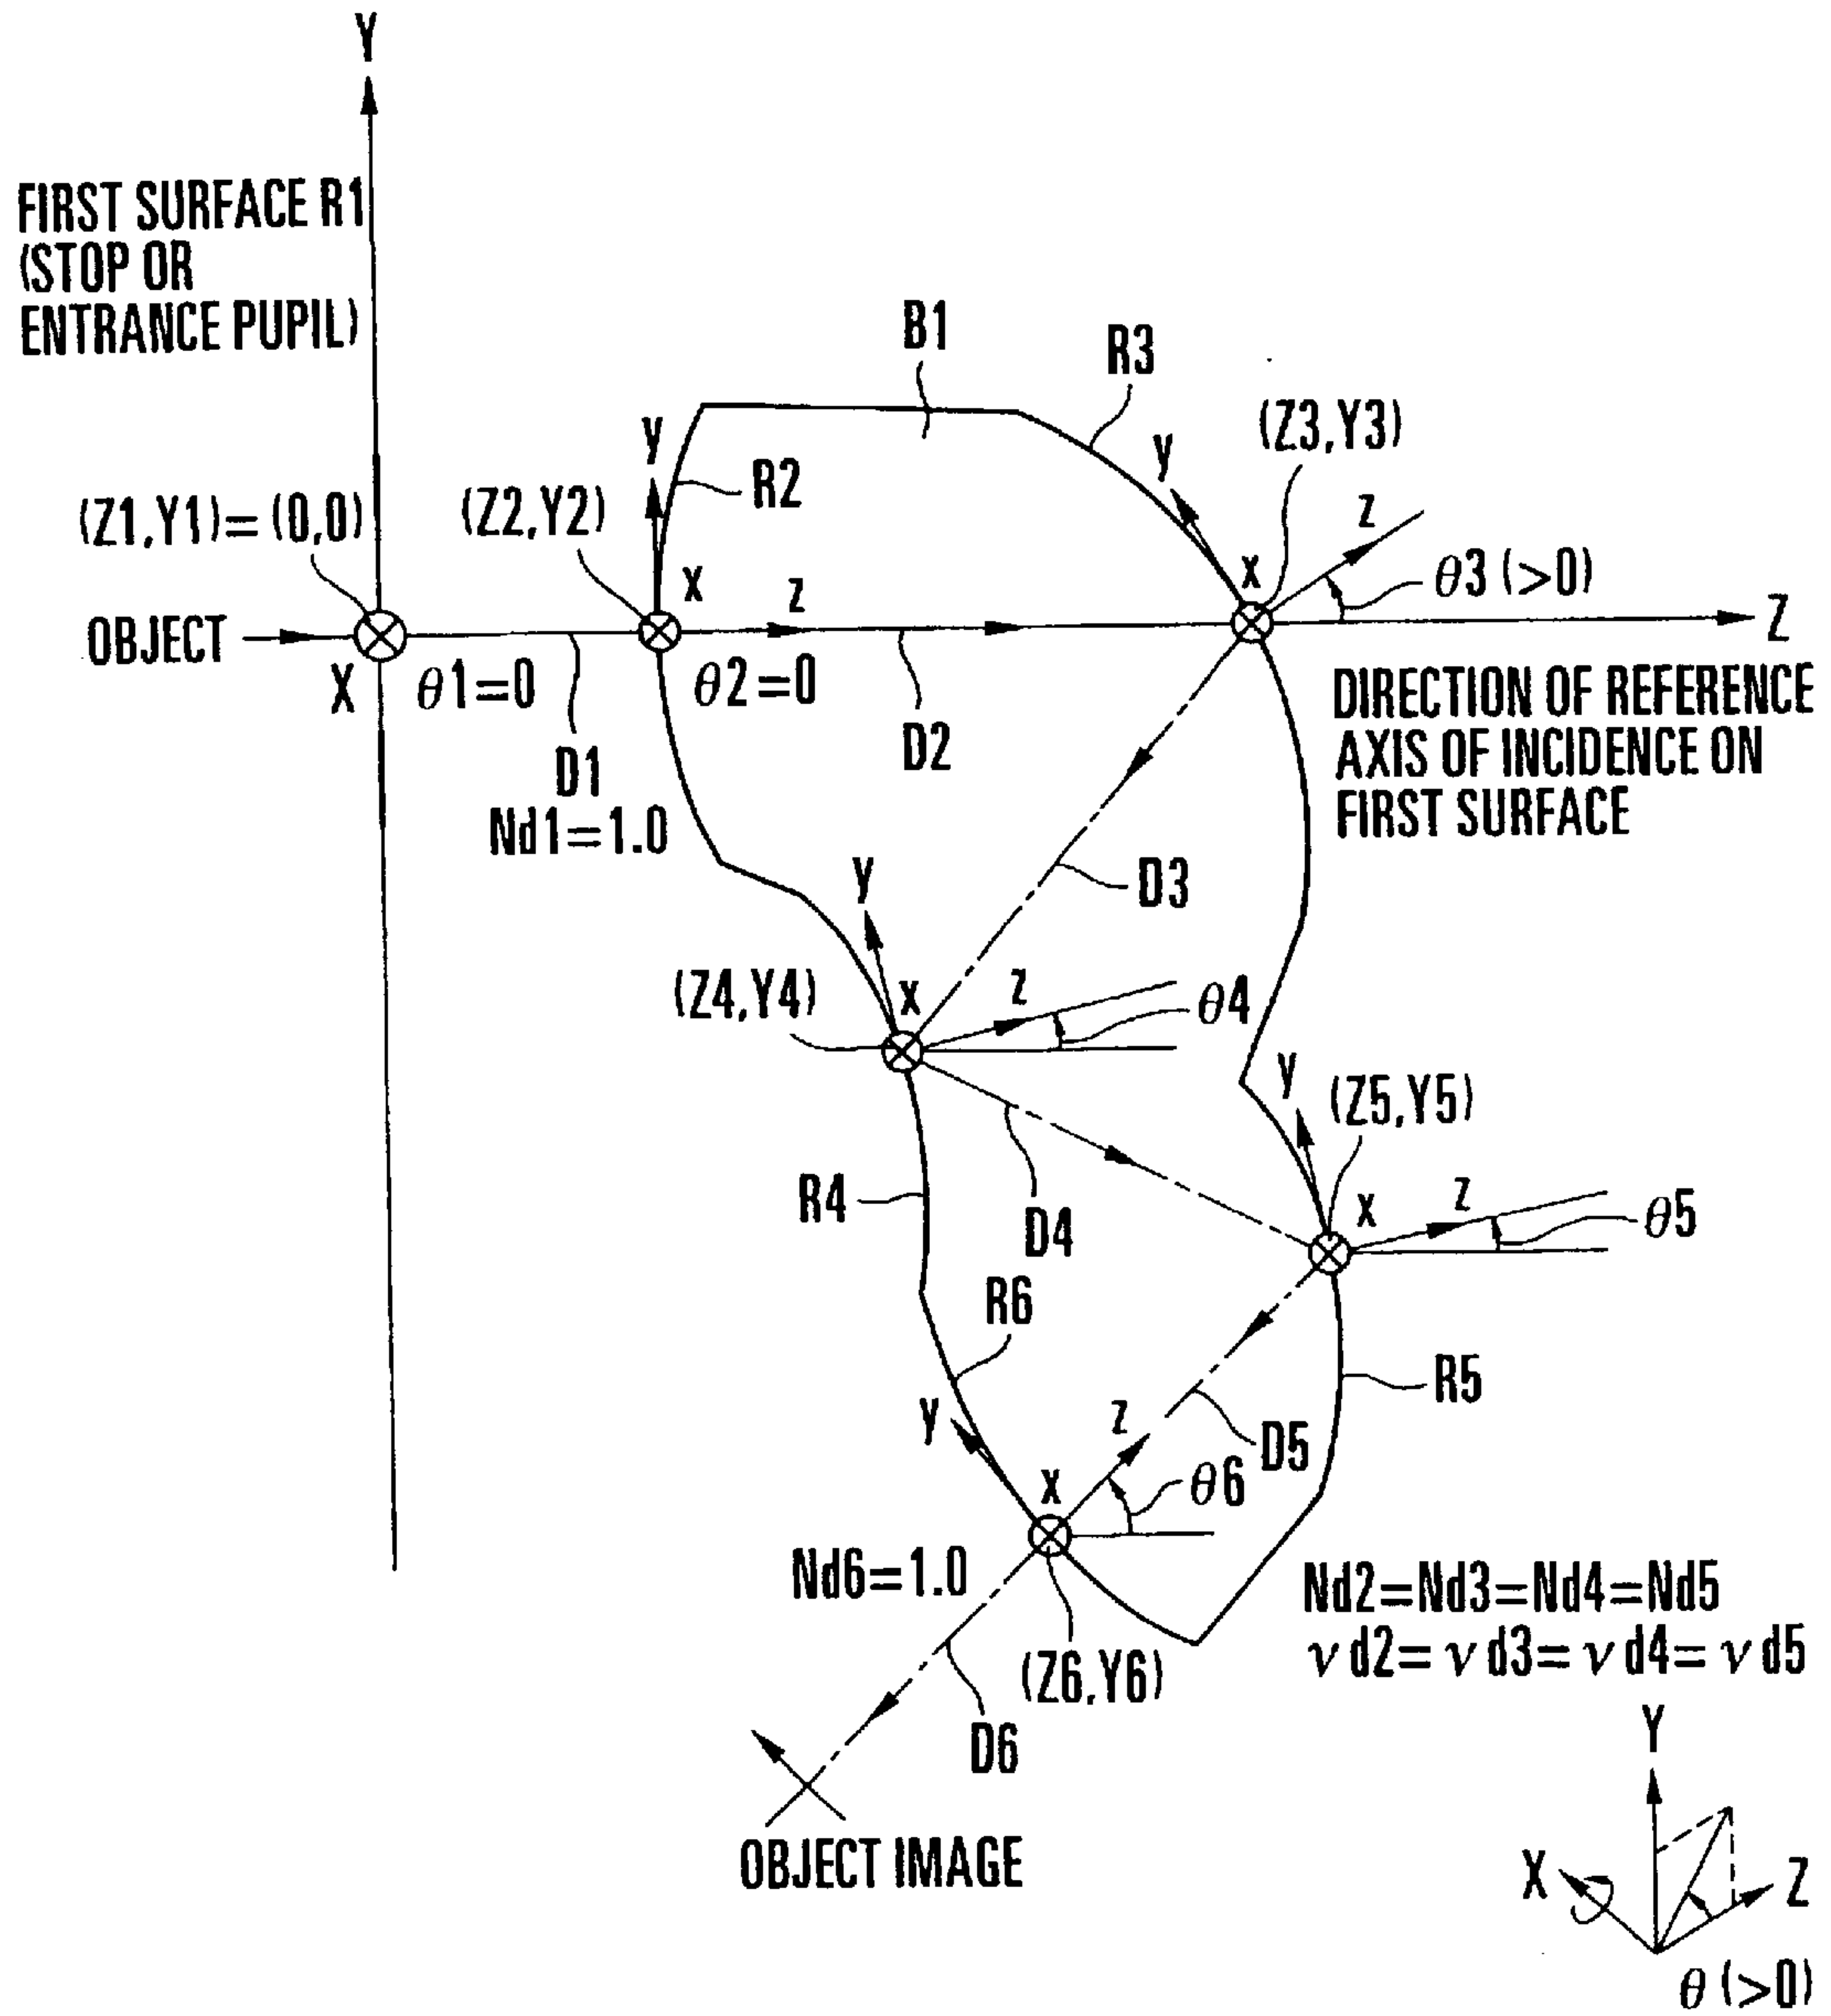 Y
FIRST SURFACE R1
(STOP OR
ENTRANCE PUPIL)
B1
R3
(Z3,Y3)
y
y
R2
z
(Z1,Y1)=(0,0)
(Z2,Y2)
x
x
θ3 (>0)
z
OBJECT
Z
X
θ1=0
θ2=0
DIRECTION OF REFERENCE
AXIS OF INCIDENCE ON
FIRST SURFACE
D1
D2
Nd1=1.0
y
D3
(Z4,Y4)
x
z
θ4
y
(Z5,Y5)
R4
D4
x
z
θ5
R6
R5
y
z
D5
x
θ6
Nd6=1.0
Nd2=Nd3=Nd4=Nd5
νd2=νd3=νd4=νd5
(Z6,Y6)
D6
OBJECT IMAGE
Y
X
Z
θ (>0)